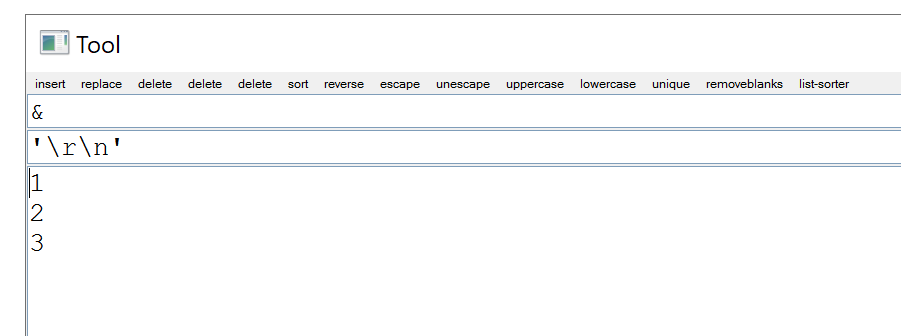 Tool
insert replace delete delete delete sort reverse escape unescape uppercase lowercase unique removeblanks list-sorter
&
'\r\n'
1
2
3